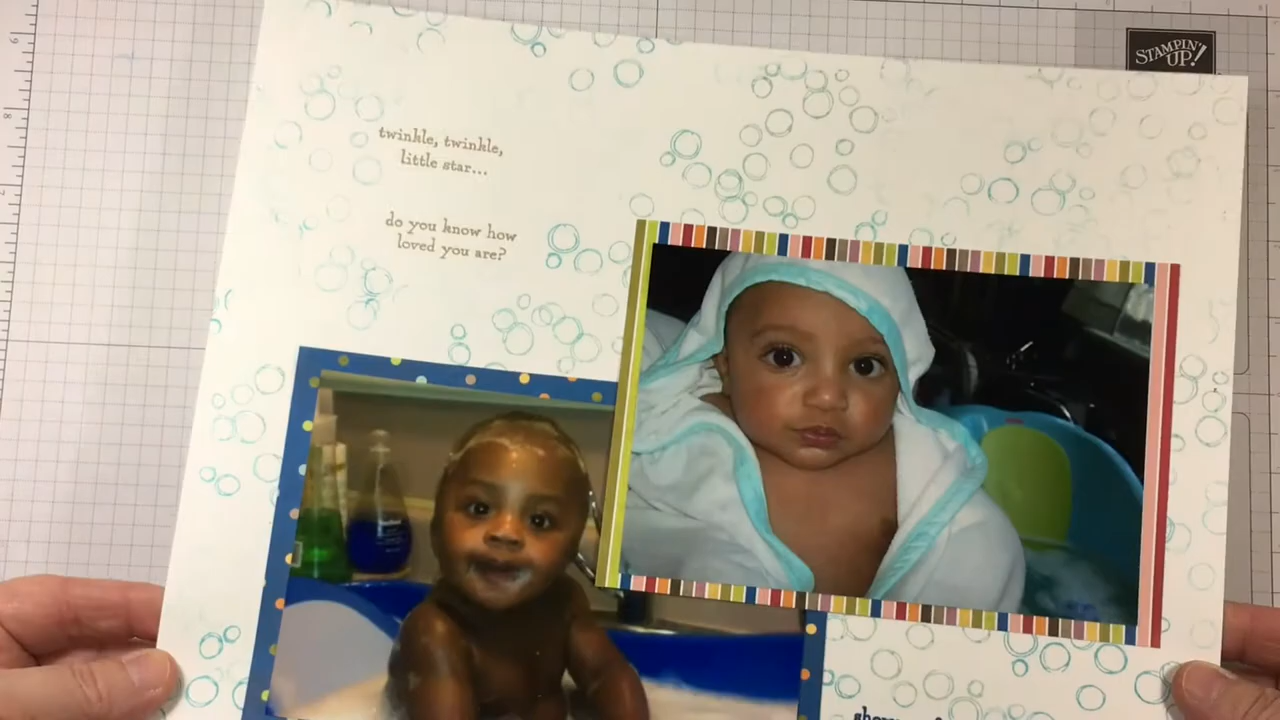 STAMPIN'
UP!
twinkle, twinkle,
little star...
do you know how
loved you are?